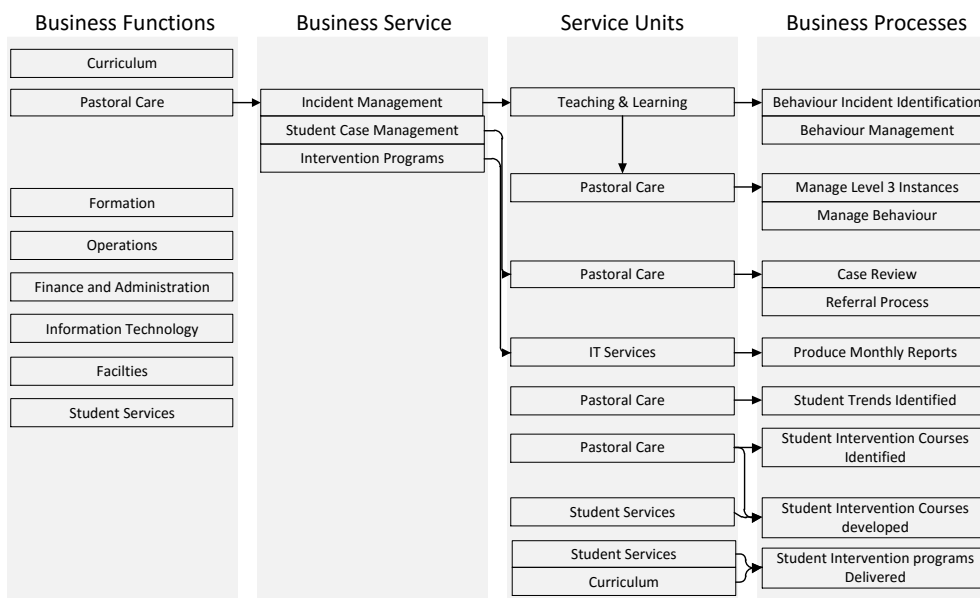 Business Functions
Business Service
Service Units
Business Processes
Curriculum
Pastoral Care
Formation
Operations
Finance and Administration
Information Technology
Facilties
Student Services
Incident Management
Student Case Management
Intervention Programs
Teaching & Learning
Pastoral Care
Pastoral Care
IT Services
Pastoral Care
Pastoral Care
Student Services
Student Services
Curriculum
Behaviour Incident Identification
Behaviour Management
Manage Level 3 Instances
Manage Behaviour
Case Review
Referral Process
Produce Monthly Reports
Student Trends Identified
Student Intervention Courses
Identified
Student Intervention Courses
developed
Student Intervention programs
Delivered